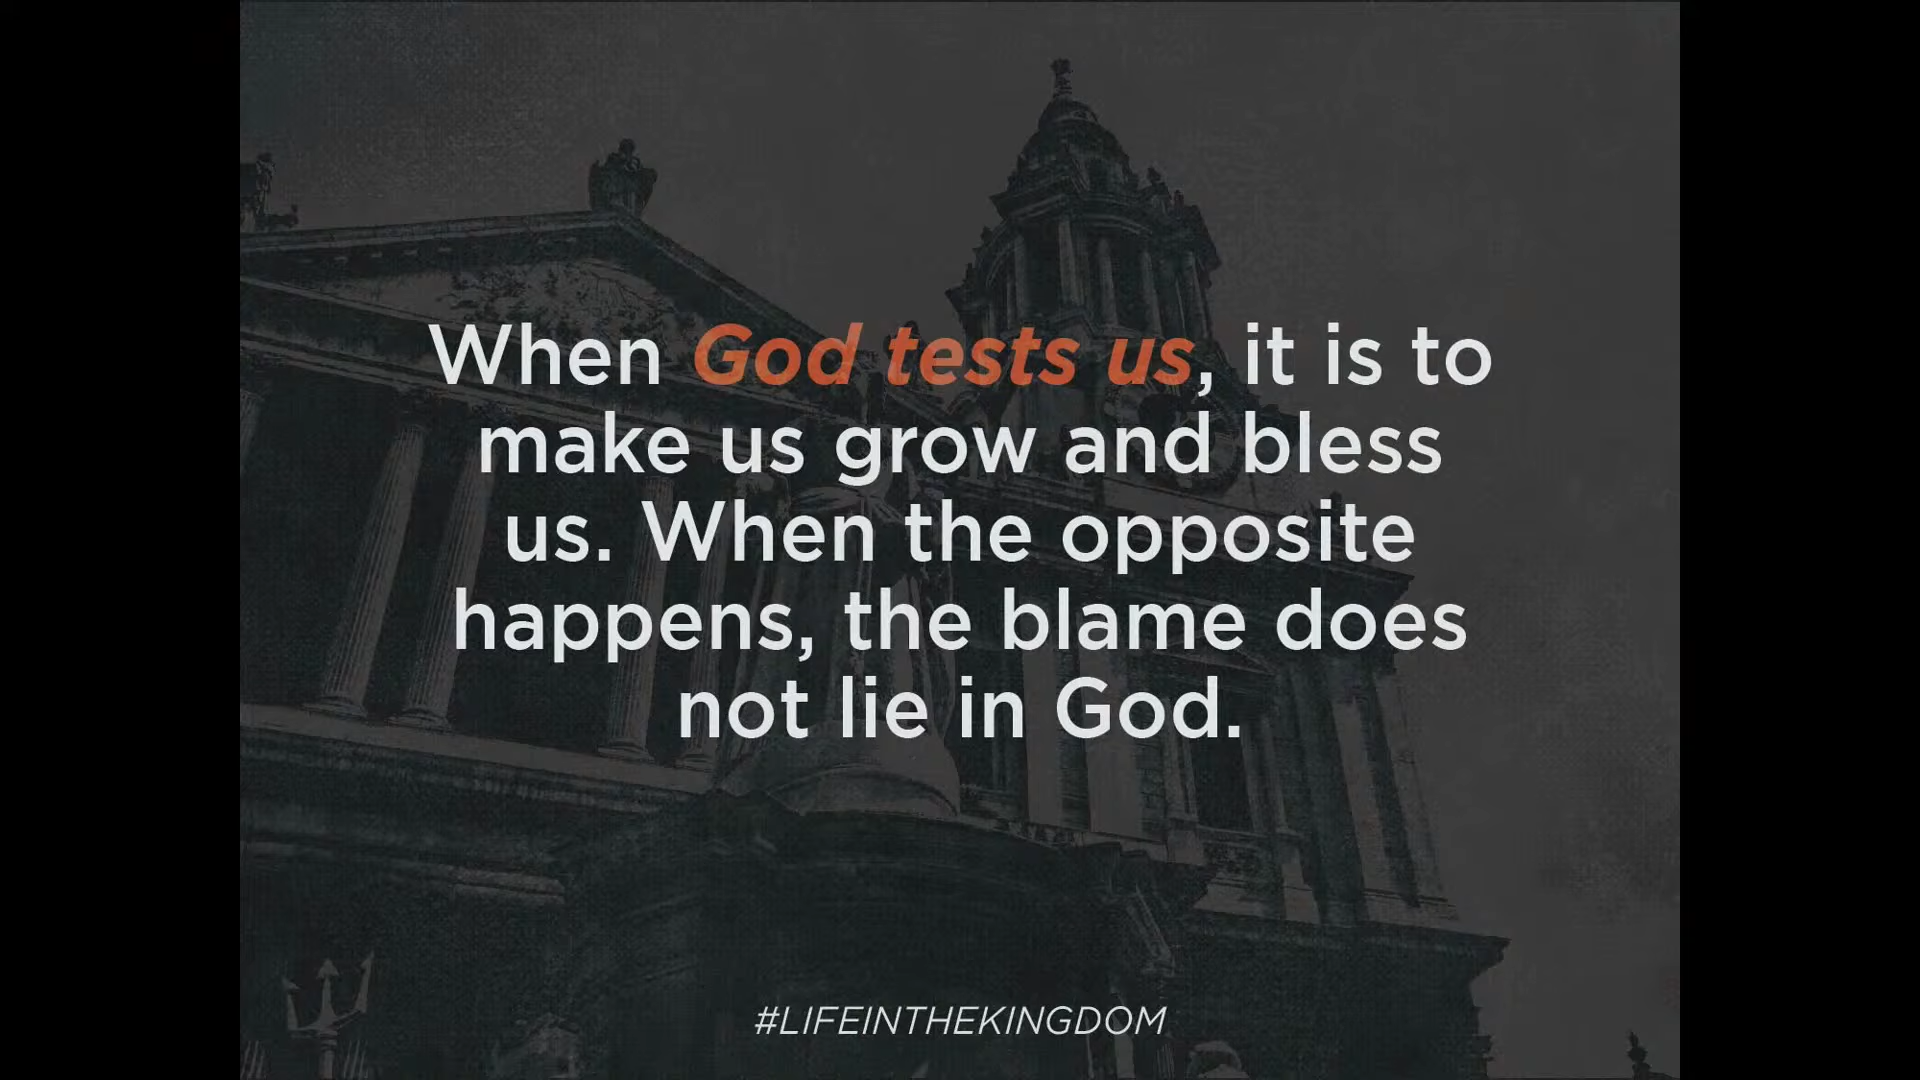 When God tests us, it is to
make us grow and bless
us. When the opposite
happens, the blame does
not lie in God.
#LIFEINTHEKINGDOM